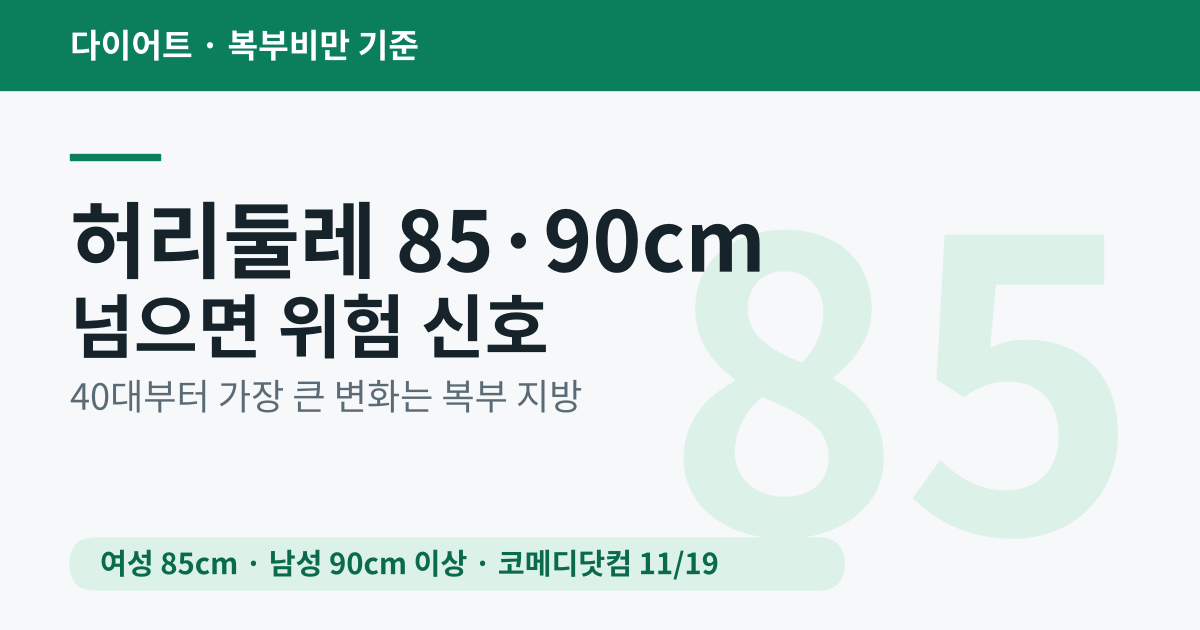 다이어트 · 복부비만 기준
허리둘레 85·90cm
넘으면 위험 신호
40대부터 가장 큰 변화는 복부 지방
85
여성 85cm · 남성 90cm 이상 · 코메디닷컴 11/19